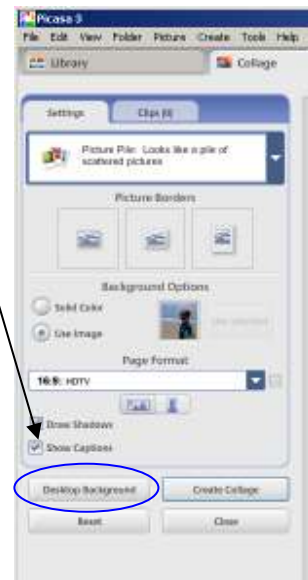 Picasa 3
File Edit View Folder Picture Create Tools Help
Library Collage
Settings Clips (0)
Picture Pile: Looks like a pile of
scattered pictures
Picture Borders
Background Options
Solid Color
Use Image
Use Selected
Page Format
16:9: HDTV
Draw Shadows
Show Captions
Desktop Background Create Collage
Reset Close